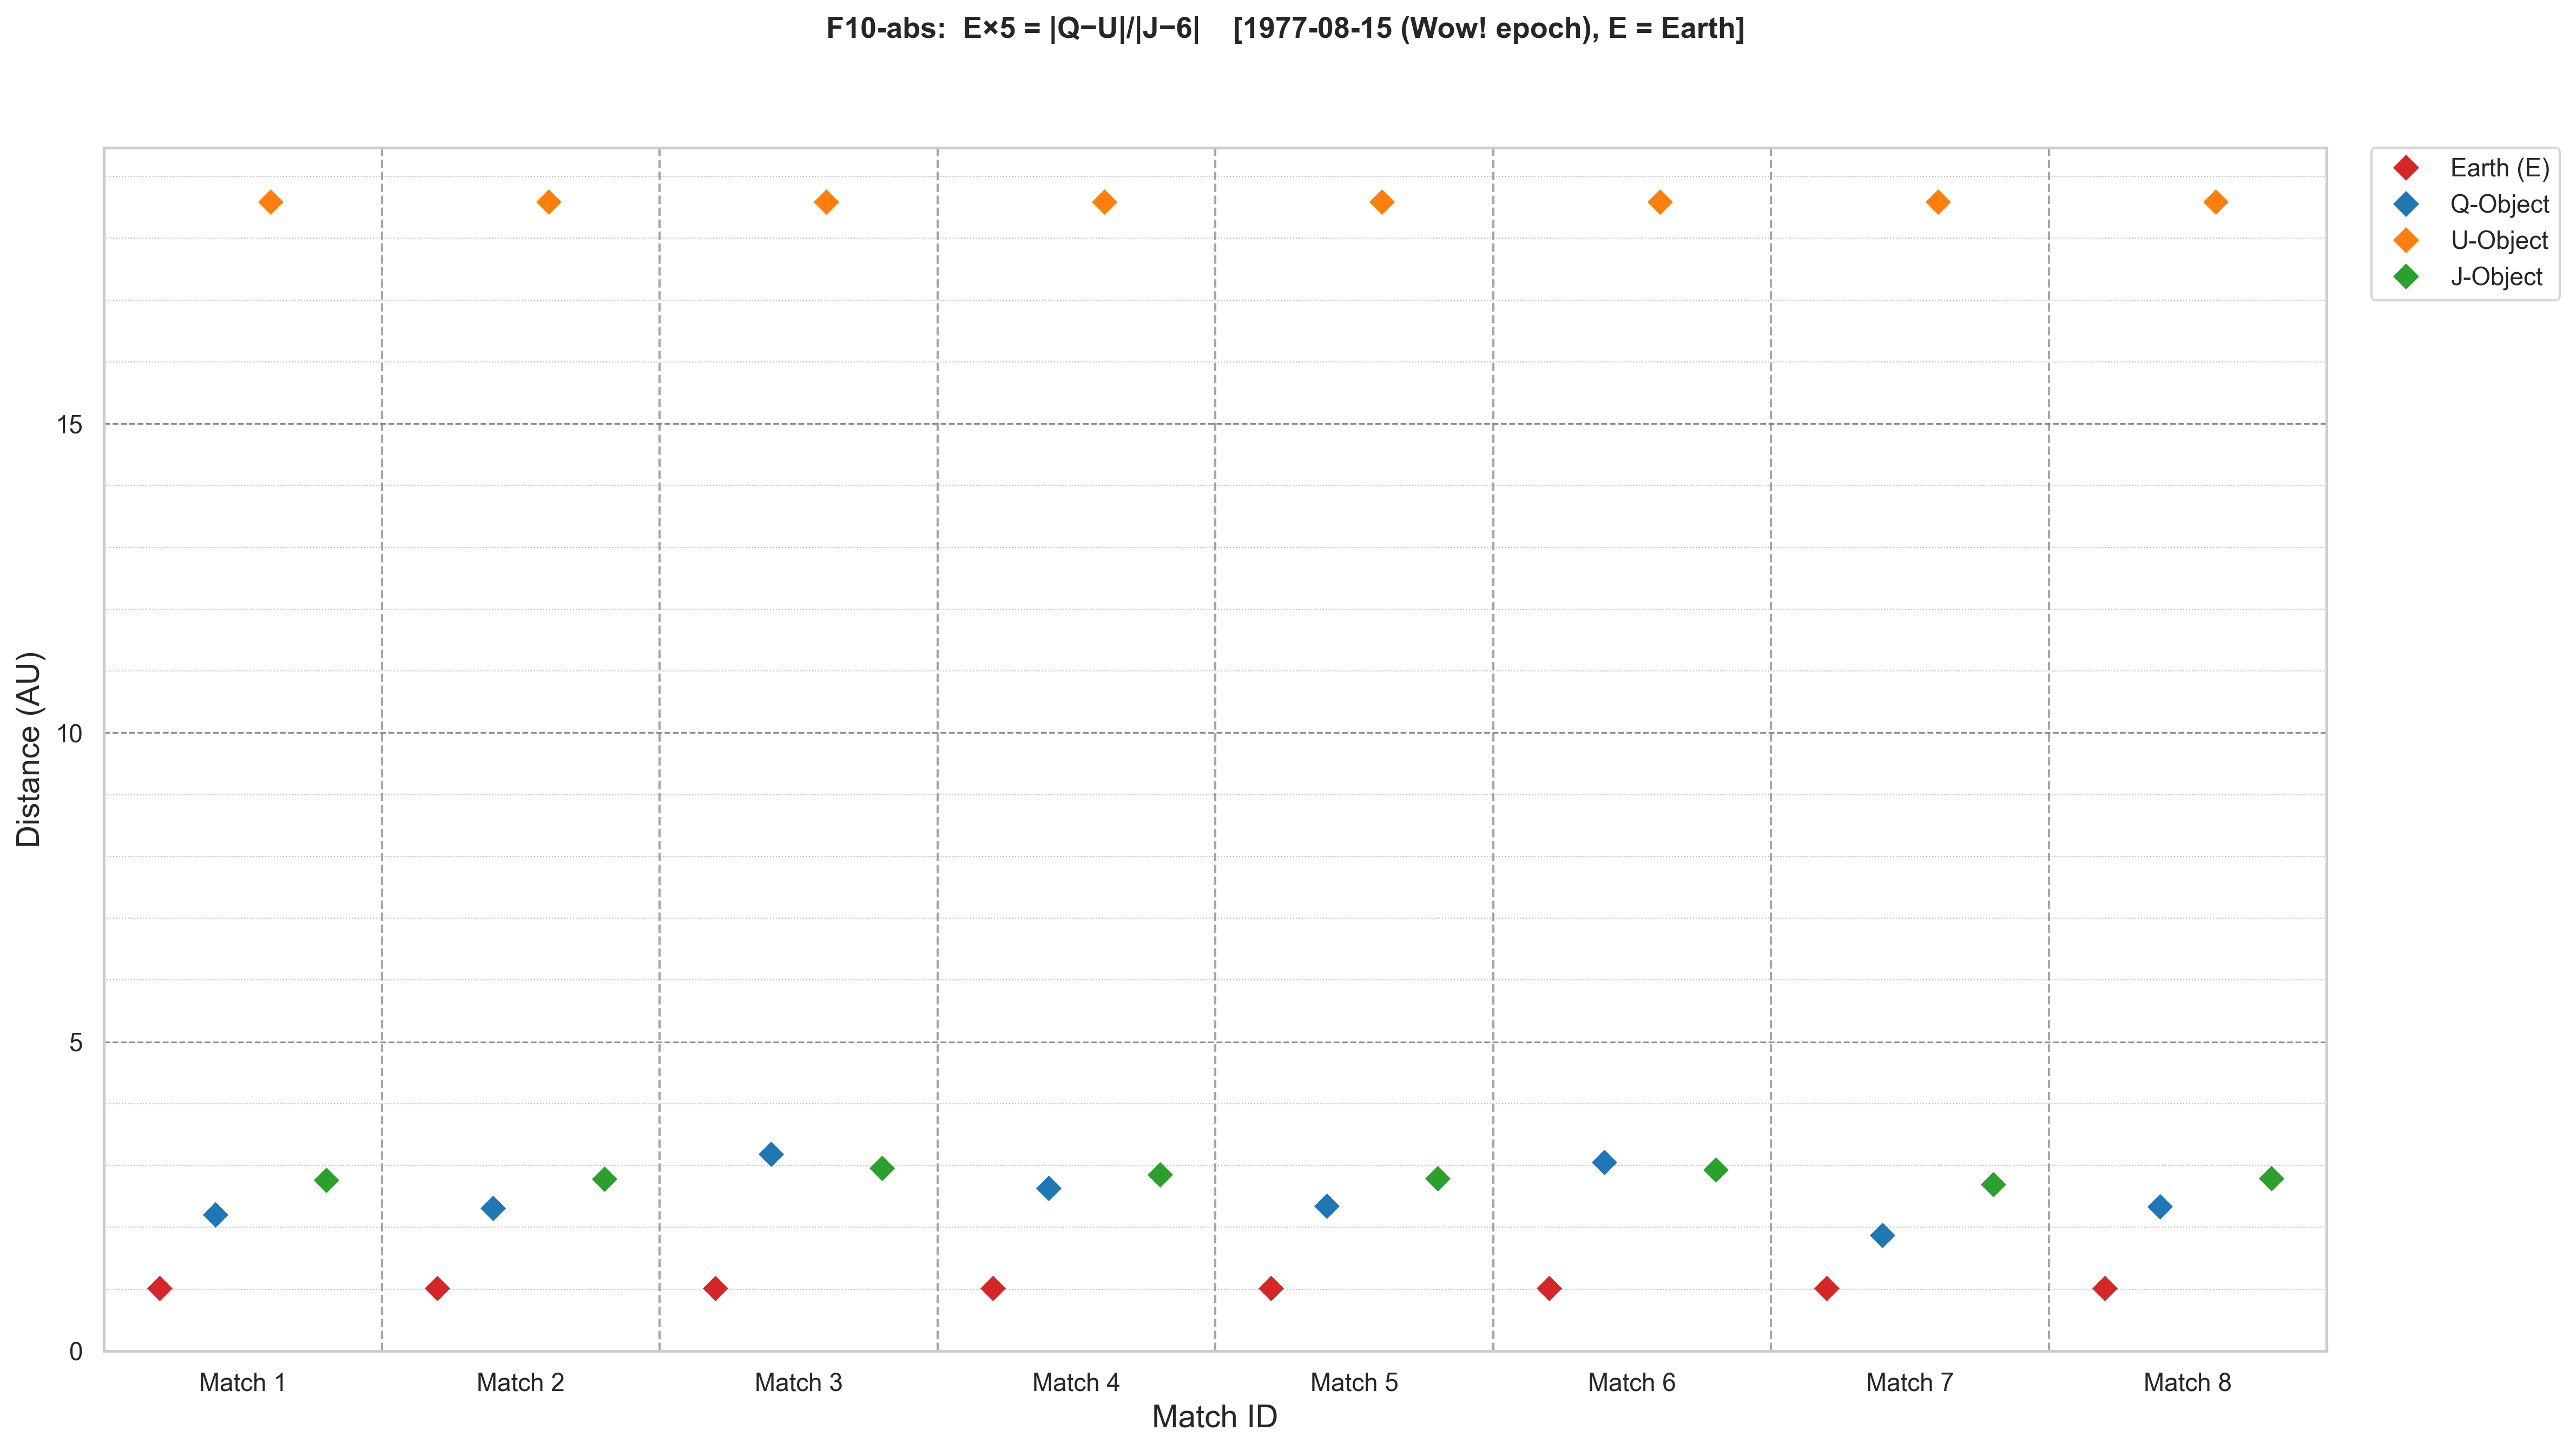 F10-abs:  E×5 = |Q−U|/|J−6|    [1977-08-15 (Wow! epoch), E = Earth]
Earth (E)
Q-Object
U-Object
J-Object
Distance (AU)
15
10
5
0
Match 1
Match 2
Match 3
Match 4
Match 5
Match 6
Match 7
Match 8
Match ID